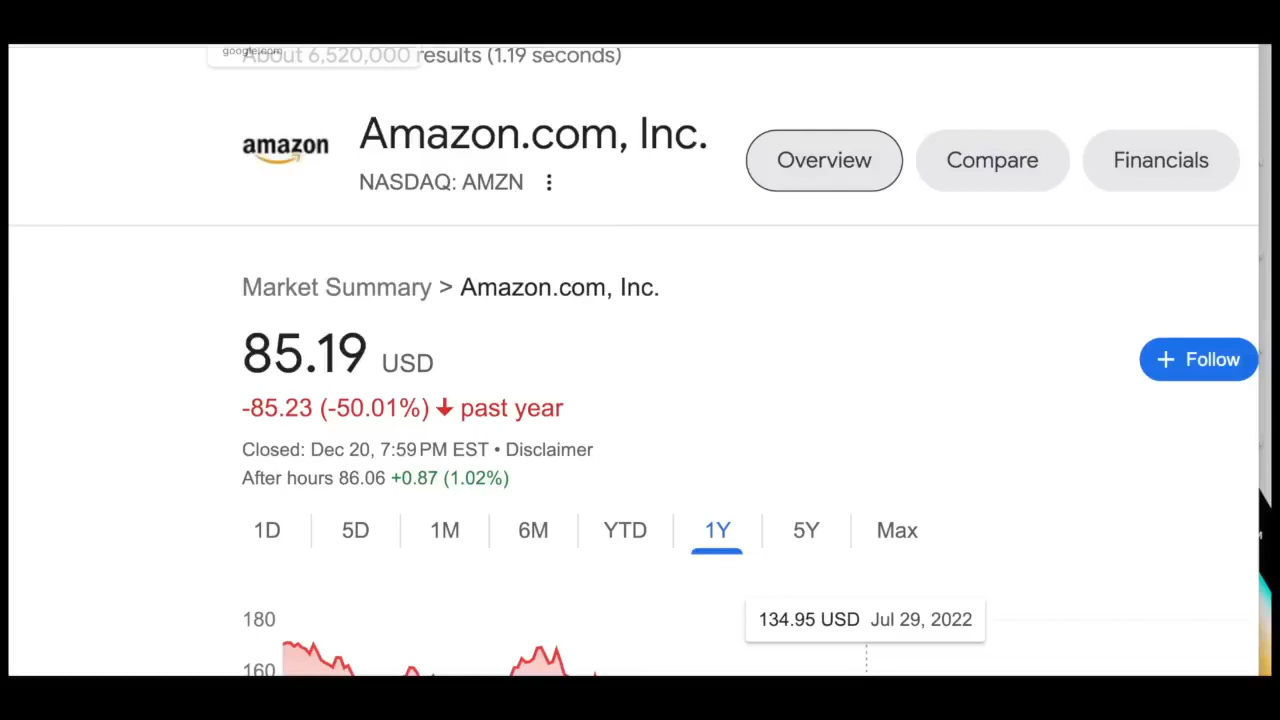 google.com
About 6,520,000 results (1.19 seconds)
amazon
Amazon.com, Inc.
NASDAQ: AMZN
Overview
Compare
Financials
Market Summary > Amazon.com, Inc.
85.19 USD
+ Follow
-85.23 (-50.01%) ↓ past year
Closed: Dec 20, 7:59 PM EST • Disclaimer
After hours 86.06 +0.87 (1.02%)
1D 5D 1M 6M YTD 1Y 5Y Max
180
134.95 USD Jul 29, 2022
160